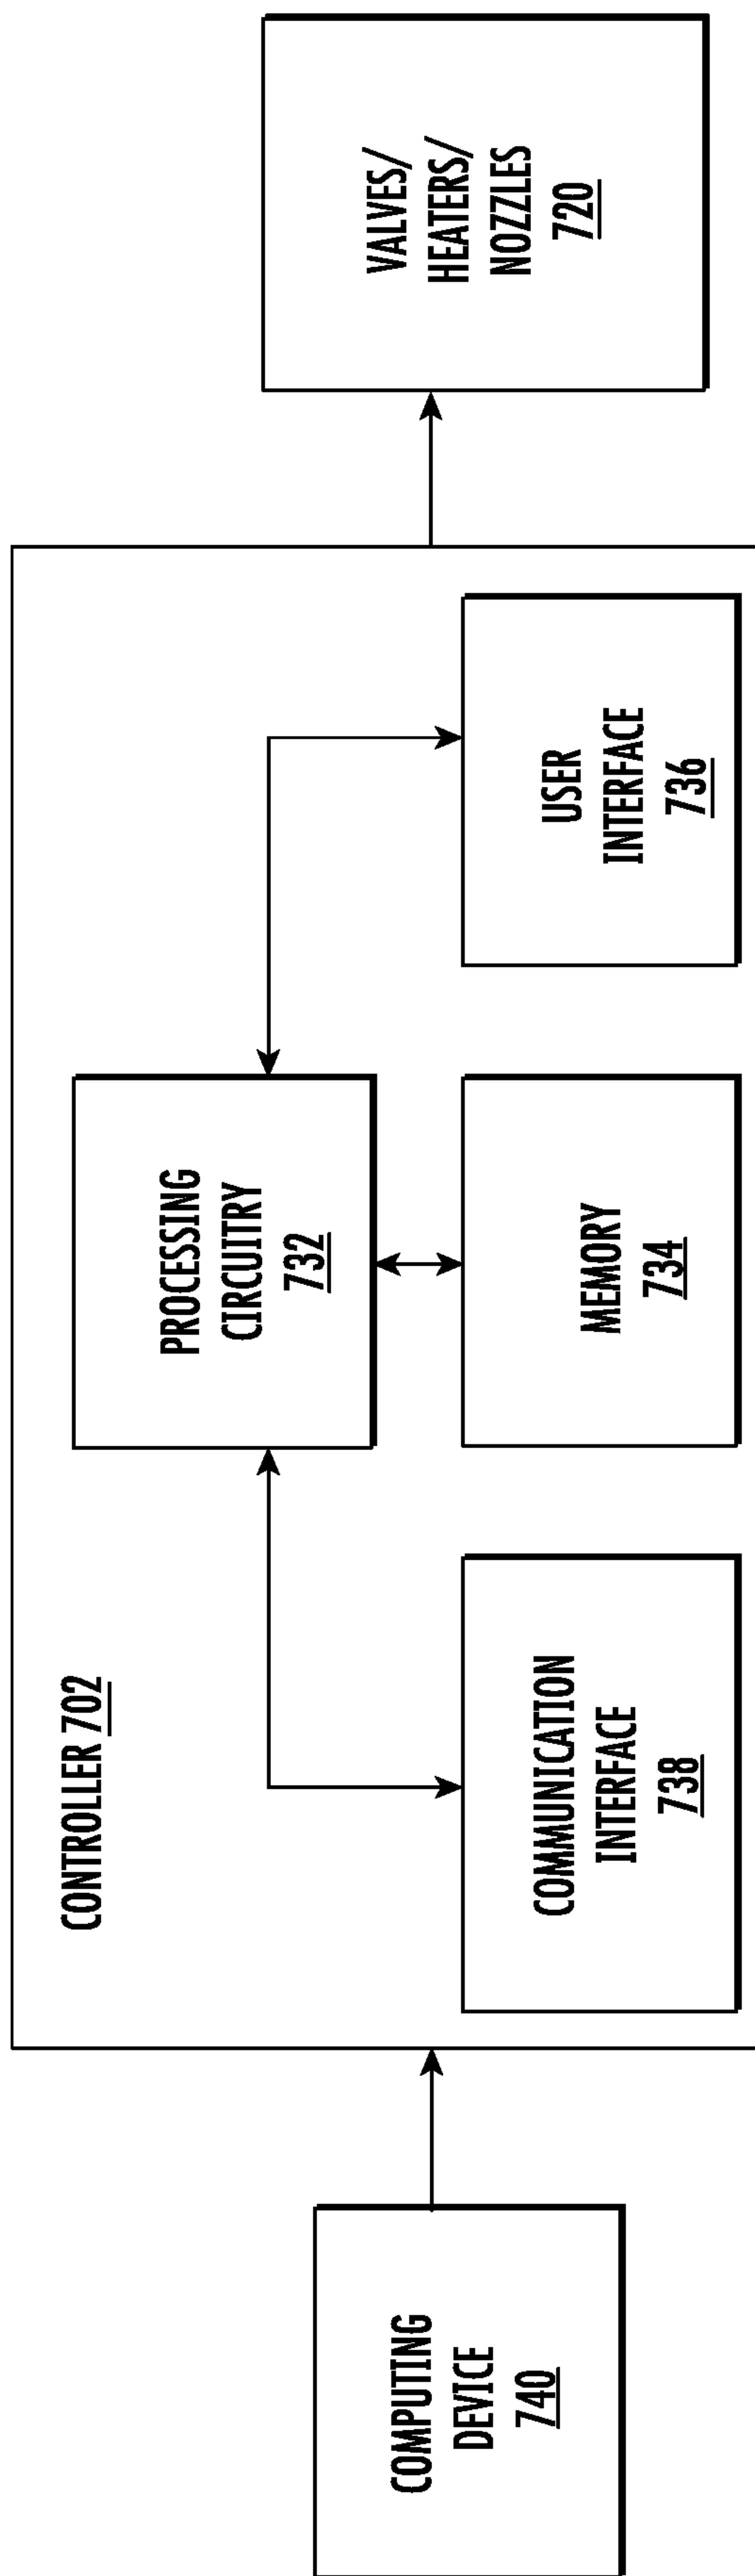 CONTROLLER 702
PROCESSING
CIRCUITRY
732
COMPUTING
DEVICE
740
COMMUNICATION
INTERFACE
738
MEMORY
734
USER
INTERFACE
736
VALVES/
HEATERS/
NOZZLES
720